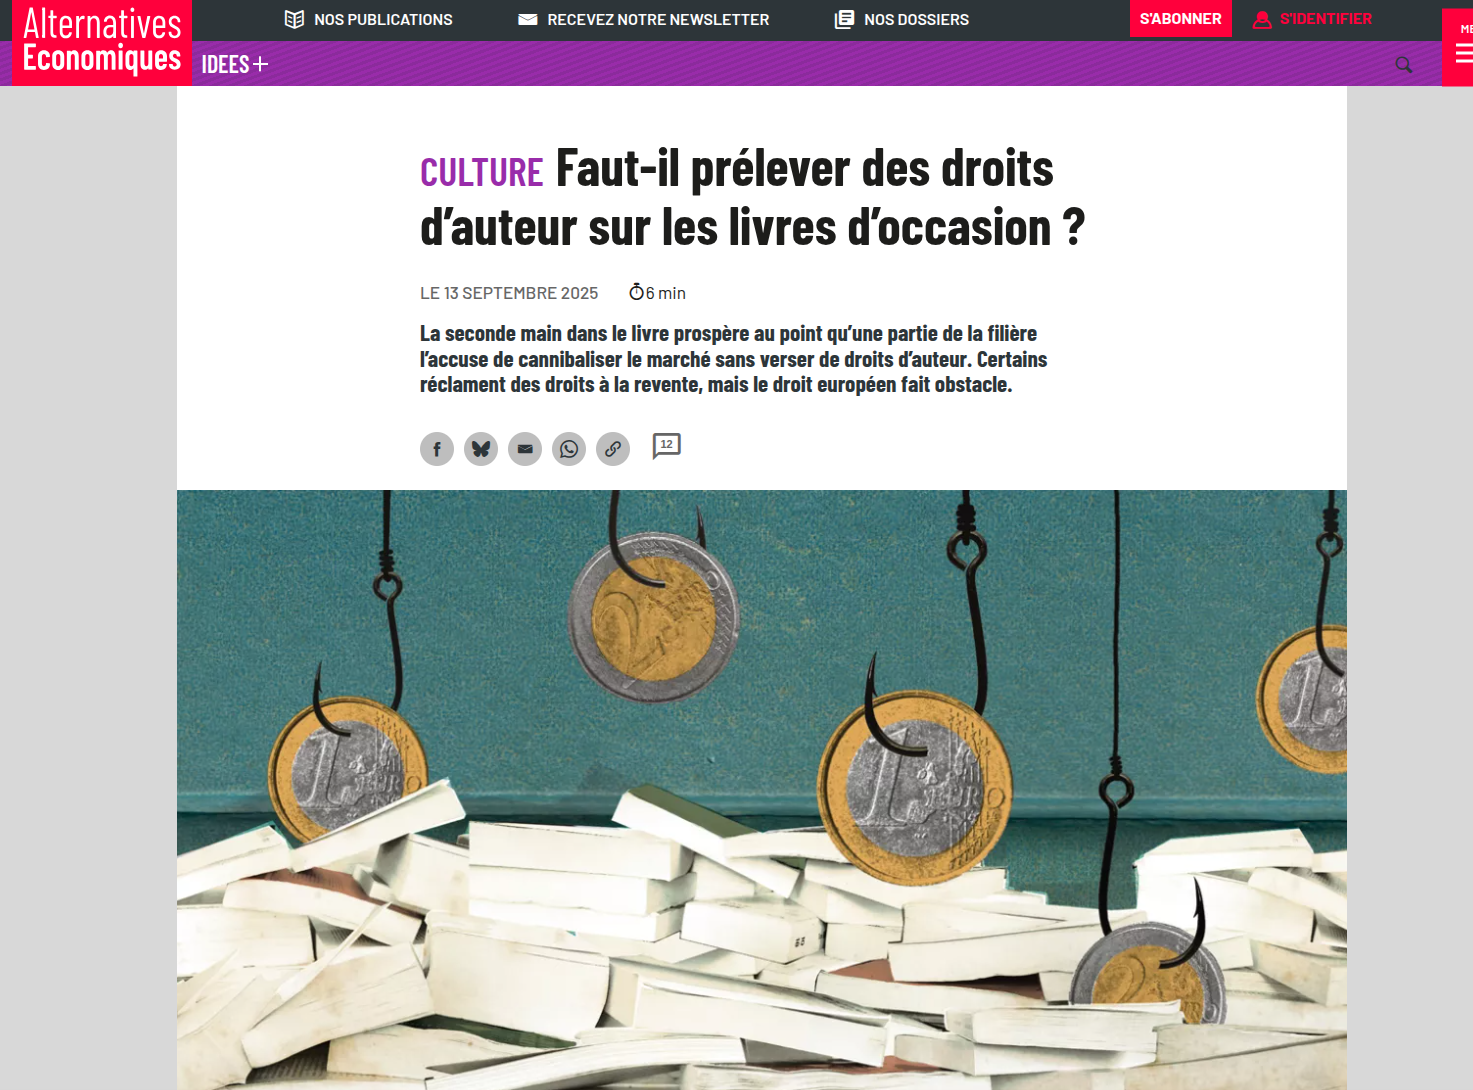 Alternatives
Economiques
NOS PUBLICATIONS
RECEVEZ NOTRE NEWSLETTER
NOS DOSSIERS
S'ABONNER
S'IDENTIFIER
IDEES+
CULTURE Faut-il prélever des droits
d’auteur sur les livres d’occasion ?
LE 13 SEPTEMBRE 2025
6 min
La seconde main dans le livre prospère au point qu’une partie de la filière
l’accuse de cannibaliser le marché sans verser de droits d’auteur. Certains
réclament des droits à la revente, mais le droit européen fait obstacle.
12